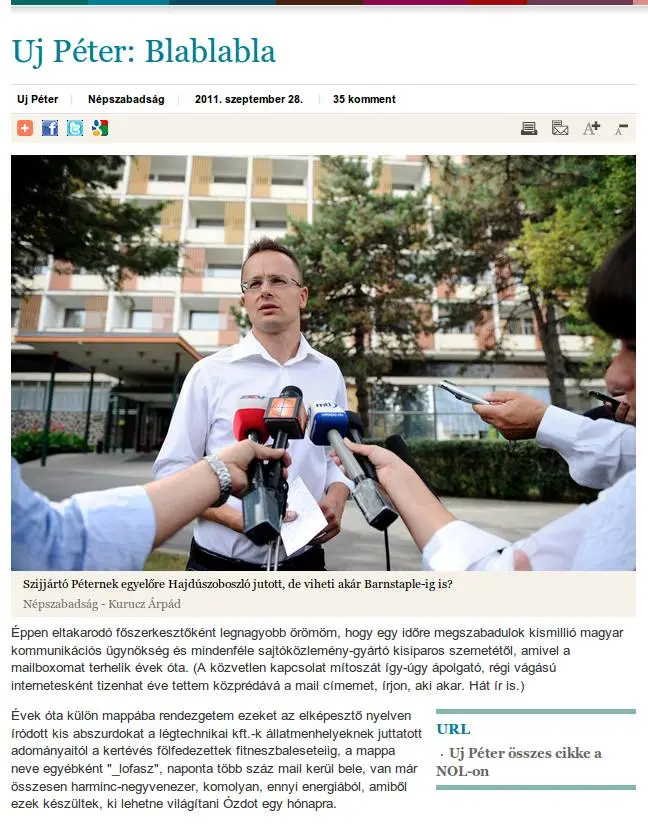 Uj Péter: Blablabla
Uj Péter Népszabadság 2011. szeptember 28. 35 komment
A+ A-
mti
Szijjártó Péternek egyelőre Hajdúszoboszló jutott, de viheti akár Barnstaple-ig is?
Népszabadság - Kurucz Árpád
Éppen eltakarodó főszerkesztőként legnagyobb örömöm, hogy egy időre megszabadulok kismillió magyar
kommunikációs ügynökség és mindenféle sajtóközlemény-gyártó kisiparos szemetétől, amivel a
mailboxomat terhelik évek óta. (A közvetlen kapcsolat mítoszát így-úgy ápolgató, régi vágású
internetesként tizenhat éve tettem közprédává a mail címemet, írjon, aki akar. Hát ír is.)
Évek óta külön mappába rendezgetem ezeket az elképesztő nyelven
íródott kis abszurdokat a légtechnikai kft.-k állatmenhelyeknek juttatott
adományaitól a kertévés fölfedezettek fitneszbaleseteiig, a mappa
neve egyébként "_lofasz", naponta több száz mail kerül bele, van már
összesen harminc-negyvenezer, komolyan, ennyi energiából, amiből
ezek készültek, ki lehetne világítani Ózdot egy hónapra.
URL
· Uj Péter összes cikke a
NOL-on